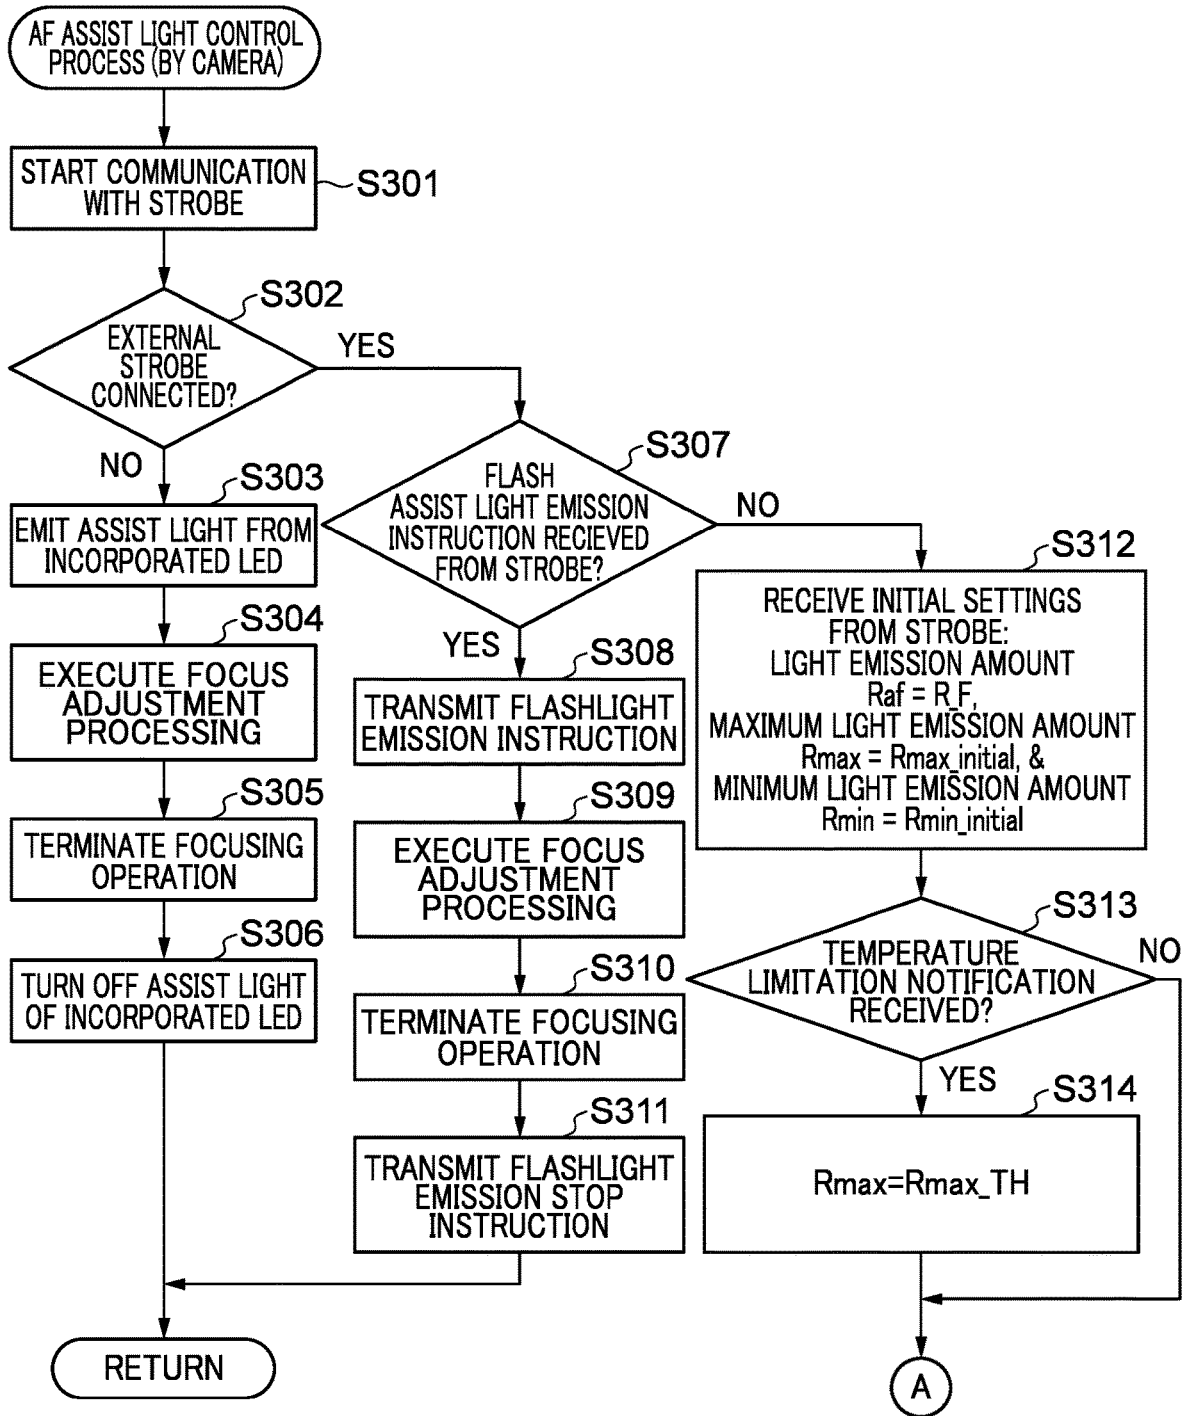 AF ASSIST LIGHT CONTROL
PROCESS (BY CAMERA)
START COMMUNICATION
WITH STROBE
S301
S302
EXTERNAL
STROBE
CONNECTED?
YES
NO
S303
EMIT ASSIST LIGHT FROM
INCORPORATED LED
S304
EXECUTE FOCUS
ADJUSTMENT
PROCESSING
S305
TERMINATE FOCUSING
OPERATION
S306
TURN OFF ASSIST LIGHT
OF INCORPORATED LED
S307
FLASH
ASSIST LIGHT EMISSION
INSTRUCTION RECIEVED
FROM STROBE?
NO
YES
S308
TRANSMIT FLASHLIGHT
EMISSION INSTRUCTION
S309
EXECUTE FOCUS
ADJUSTMENT
PROCESSING
S310
TERMINATE FOCUSING
OPERATION
S311
TRANSMIT FLASHLIGHT
EMISSION STOP
INSTRUCTION
S312
RECEIVE INITIAL SETTINGS
FROM STROBE:
LIGHT EMISSION AMOUNT
Raf = R_F,
MAXIMUM LIGHT EMISSION AMOUNT
Rmax = Rmax_initial, &
MINIMUM LIGHT EMISSION AMOUNT
Rmin = Rmin_initial
S313
TEMPERATURE
LIMITATION NOTIFICATION
RECEIVED?
NO
YES
S314
Rmax=Rmax_TH
RETURN
A